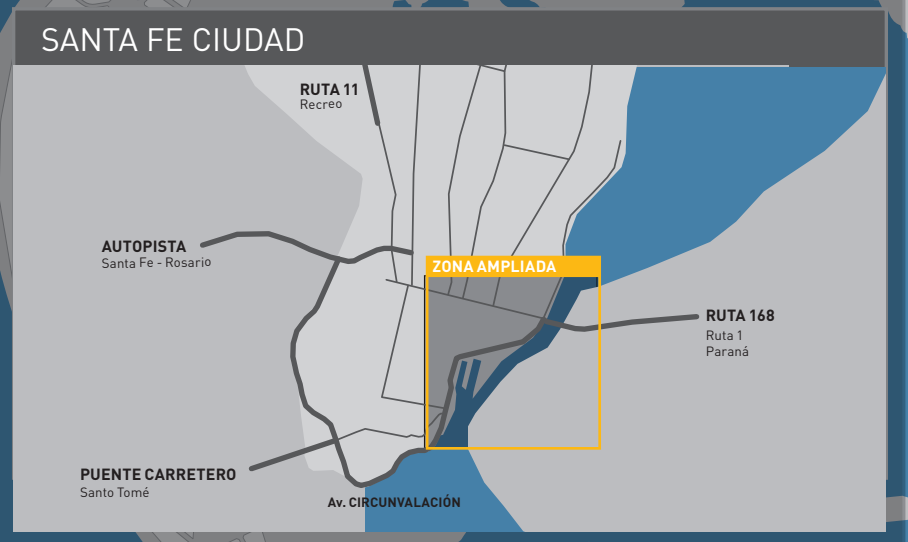 SANTA FE CIUDAD
RUTA 11
Recreo
AUTOPISTA
Santa Fe - Rosario
ZONA AMPLIADA
RUTA 168
Ruta 1
Paraná
PUENTE CARRETERO
Santo Tomé
Av. CIRCUNVALACIÓN